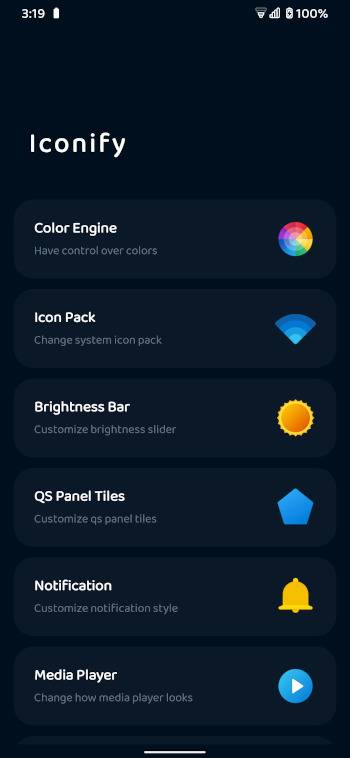 3:19
100%
Iconify
Color Engine
Have control over colors
Icon Pack
Change system icon pack
Brightness Bar
Customize brightness slider
QS Panel Tiles
Customize qs panel tiles
Notification
Customize notification style
Media Player
Change how media player looks